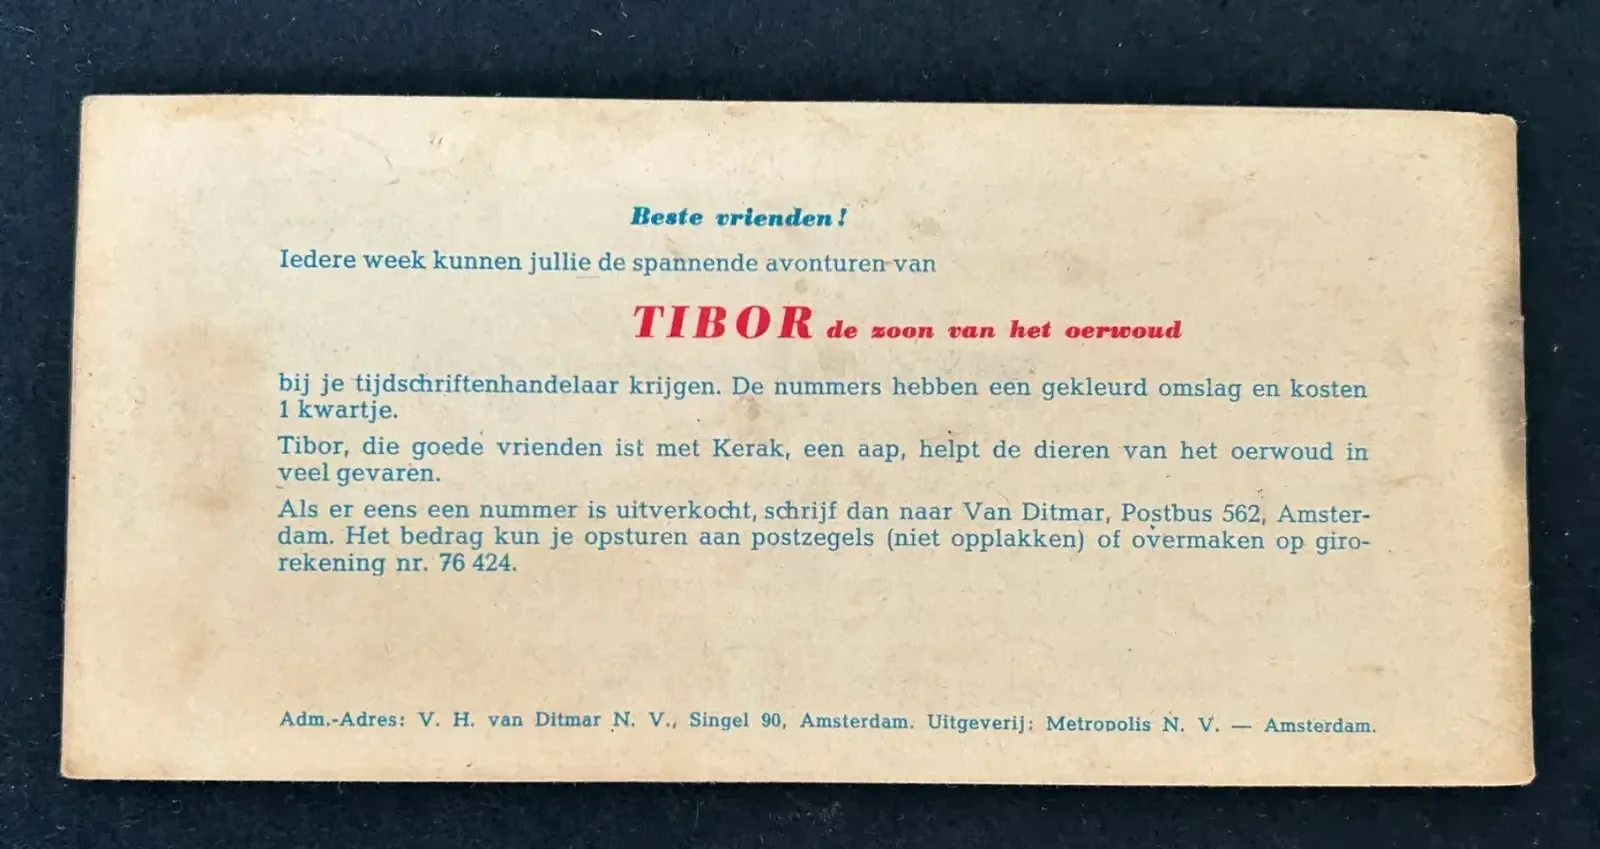 Beste vrienden!
Iedere week kunnen jullie de spannende avonturen van
TIBOR de zoon van het oerwoud
bij je tijdschriftenhandelaar krijgen. De nummers hebben een gekleurd omslag en kosten
1 kwartje.
Tibor, die goede vrienden ist met Kerak, een aap, helpt de dieren van het oerwoud in
veel gevaren.
Als er eens een nummer is uitverkocht, schrijf dan naar Van Ditmar, Postbus 562, Amster-
dam. Het bedrag kun je opsturen aan postzegels (niet opplakken) of overmaken op giro-
rekening nr. 76 424.
Adm.-Adres: V. H. van Ditmar N. V., Singel 90, Amsterdam. Uitgeverij: Metropolis N. V. — Amsterdam.